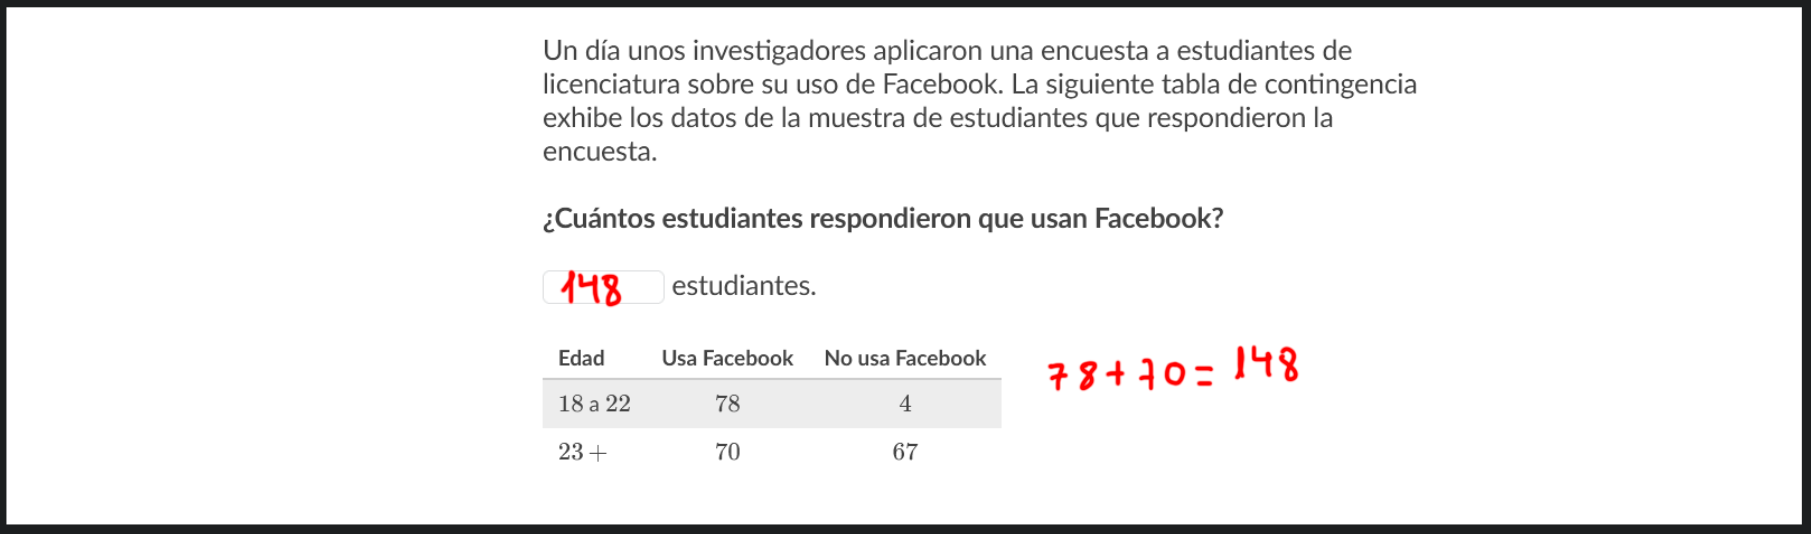 Un día unos investigadores aplicaron una encuesta a estudiantes de
licenciatura sobre su uso de Facebook. La siguiente tabla de contingencia
exhibe los datos de la muestra de estudiantes que respondieron la
encuesta.
¿Cuántos estudiantes respondieron que usan Facebook?
148 estudiantes.
Edad Usa Facebook No usa Facebook
78+70=148
18 a 22 78 4
23 + 70 67